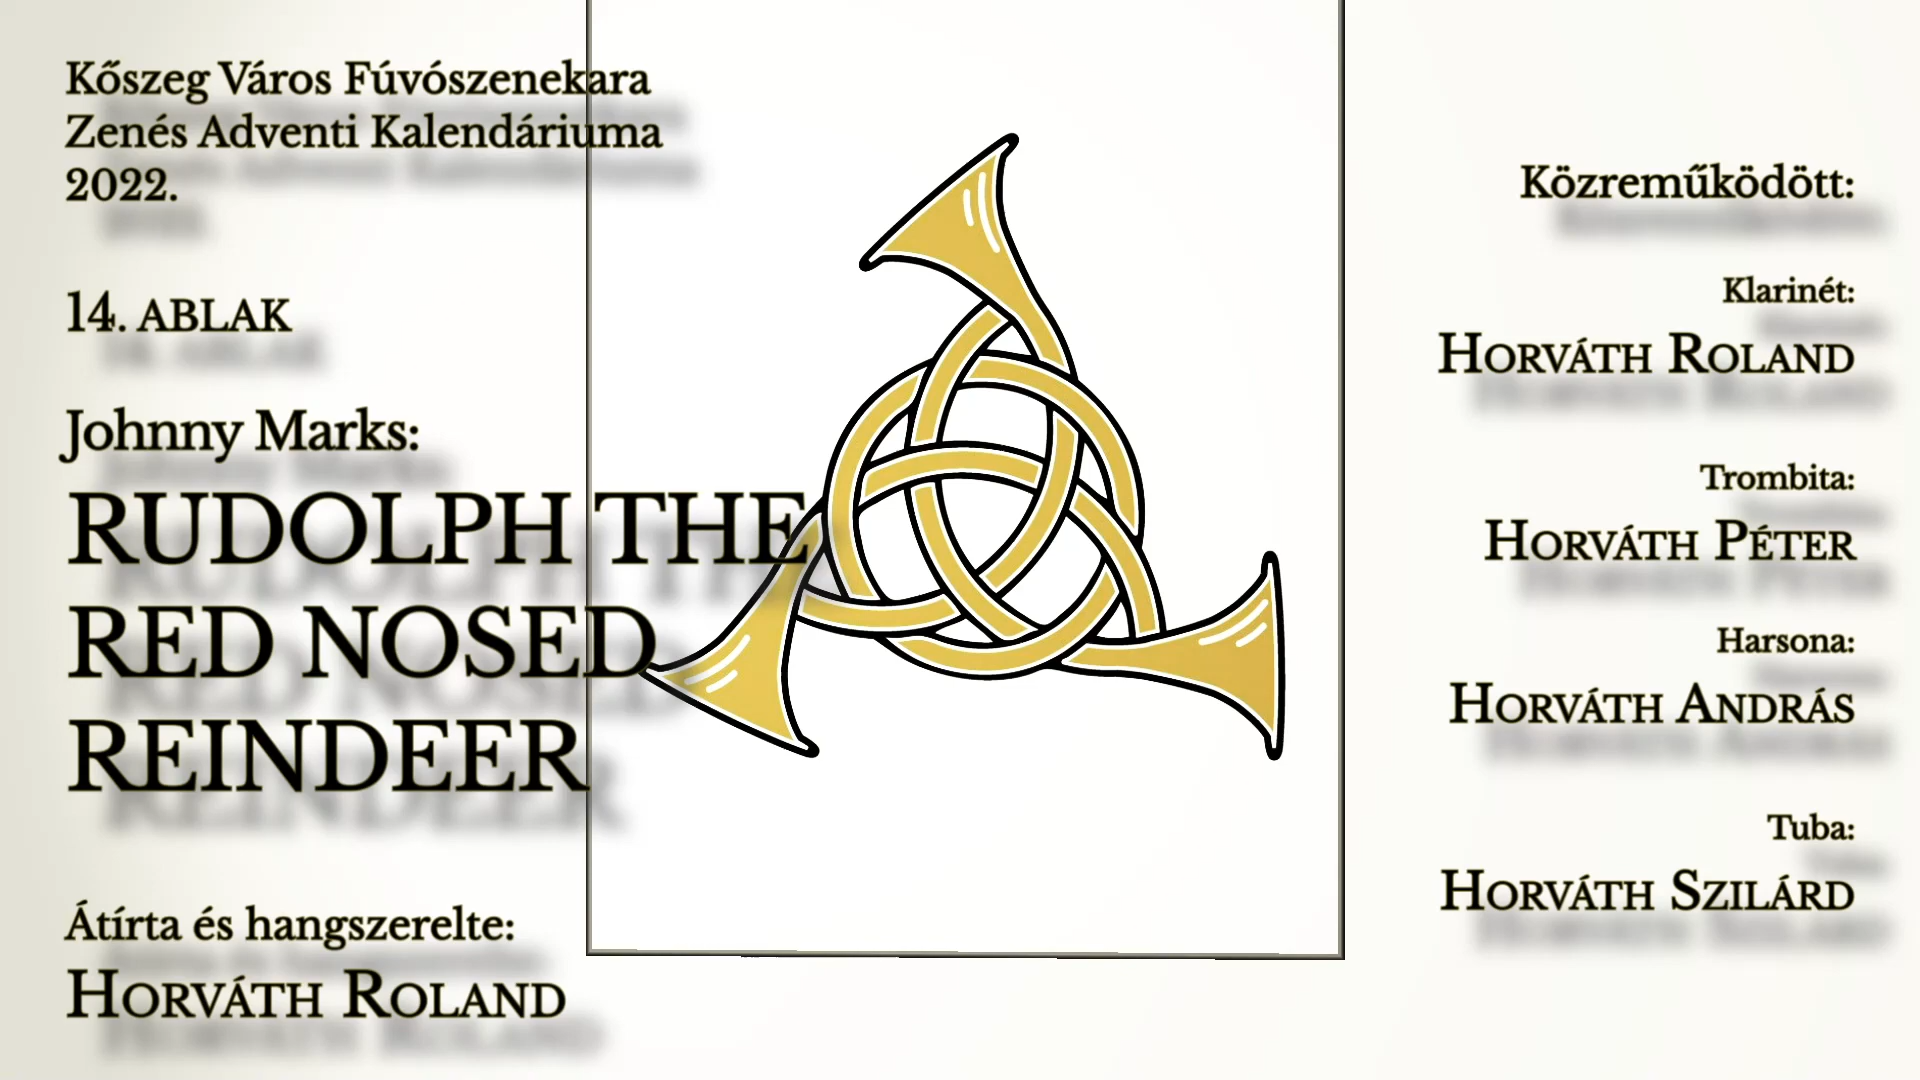 Kőszeg Város Fúvószenekara
Zenés Adventi Kalendáriuma
2022.
14. ABLAK
Johnny Marks:
RUDOLPH THE
RED NOSED
REINDEER
Átírta és hangszerelte:
HORVÁTH ROLAND
Közreműködött:
Klarinét:
HORVÁTH ROLAND
Trombita:
HORVÁTH PÉTER
Harsona:
HORVÁTH ANDRÁS
Tuba:
HORVÁTH SZILÁRD